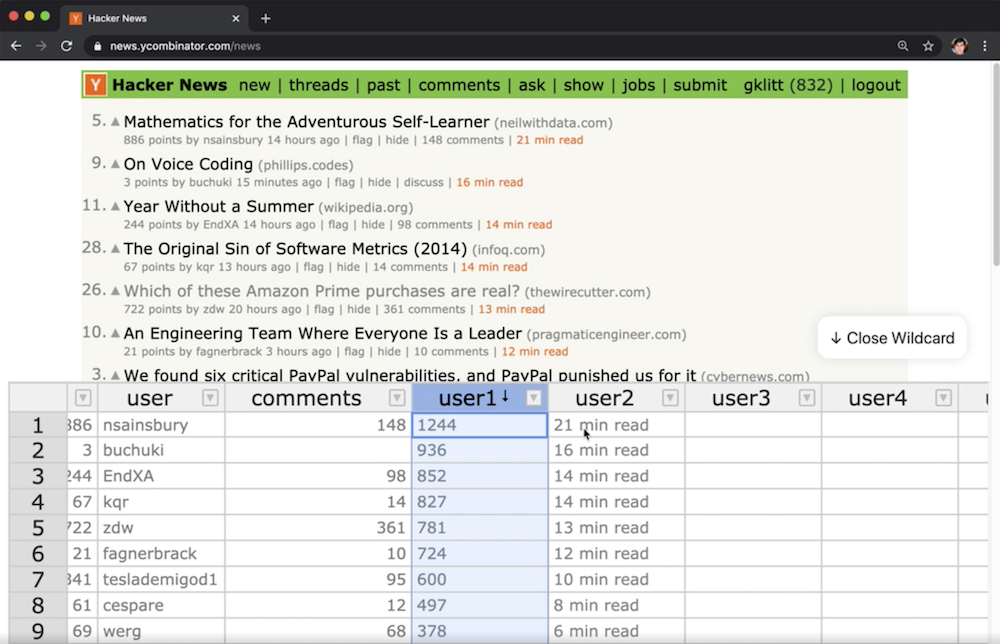 Hacker News
news.ycombinator.com/news
Y Hacker News new | threads | past | comments | ask | show | jobs | submit gklitt (832) | logout
5. Mathematics for the Adventurous Self-Learner (neilwithdata.com)
886 points by nsainsbury 14 hours ago | flag | hide | 148 comments | 21 min read
9. On Voice Coding (phillips.codes)
3 points by buchuki 15 minutes ago | flag | hide | discuss | 16 min read
11. Year Without a Summer (wikipedia.org)
244 points by EndXA 14 hours ago | flag | hide | 98 comments | 14 min read
28. The Original Sin of Software Metrics (2014) (infoq.com)
67 points by kqr 13 hours ago | flag | hide | 14 comments | 14 min read
26. Which of these Amazon Prime purchases are real? (thewirecutter.com)
722 points by zdw 20 hours ago | flag | hide | 361 comments | 13 min read
10. An Engineering Team Where Everyone Is a Leader (pragmaticengineer.com)
21 points by fagnerbrack 3 hours ago | flag | hide | 10 comments | 12 min read
↓ Close Wildcard
3. We found six critical PayPal vulnerabilities, and PayPal punished us for it (cybernews.com)
user comments user1↓ user2 user3 user4
1 886 nsainsbury 148 1244 21 min read
2 3 buchuki 936 16 min read
3 244 EndXA 98 852 14 min read
4 67 kqr 14 827 14 min read
5 722 zdw 361 781 13 min read
6 21 fagnerbrack 10 724 12 min read
7 341 teslademigod1 95 600 10 min read
8 61 cespare 12 497 8 min read
9 69 werg 68 378 6 min read